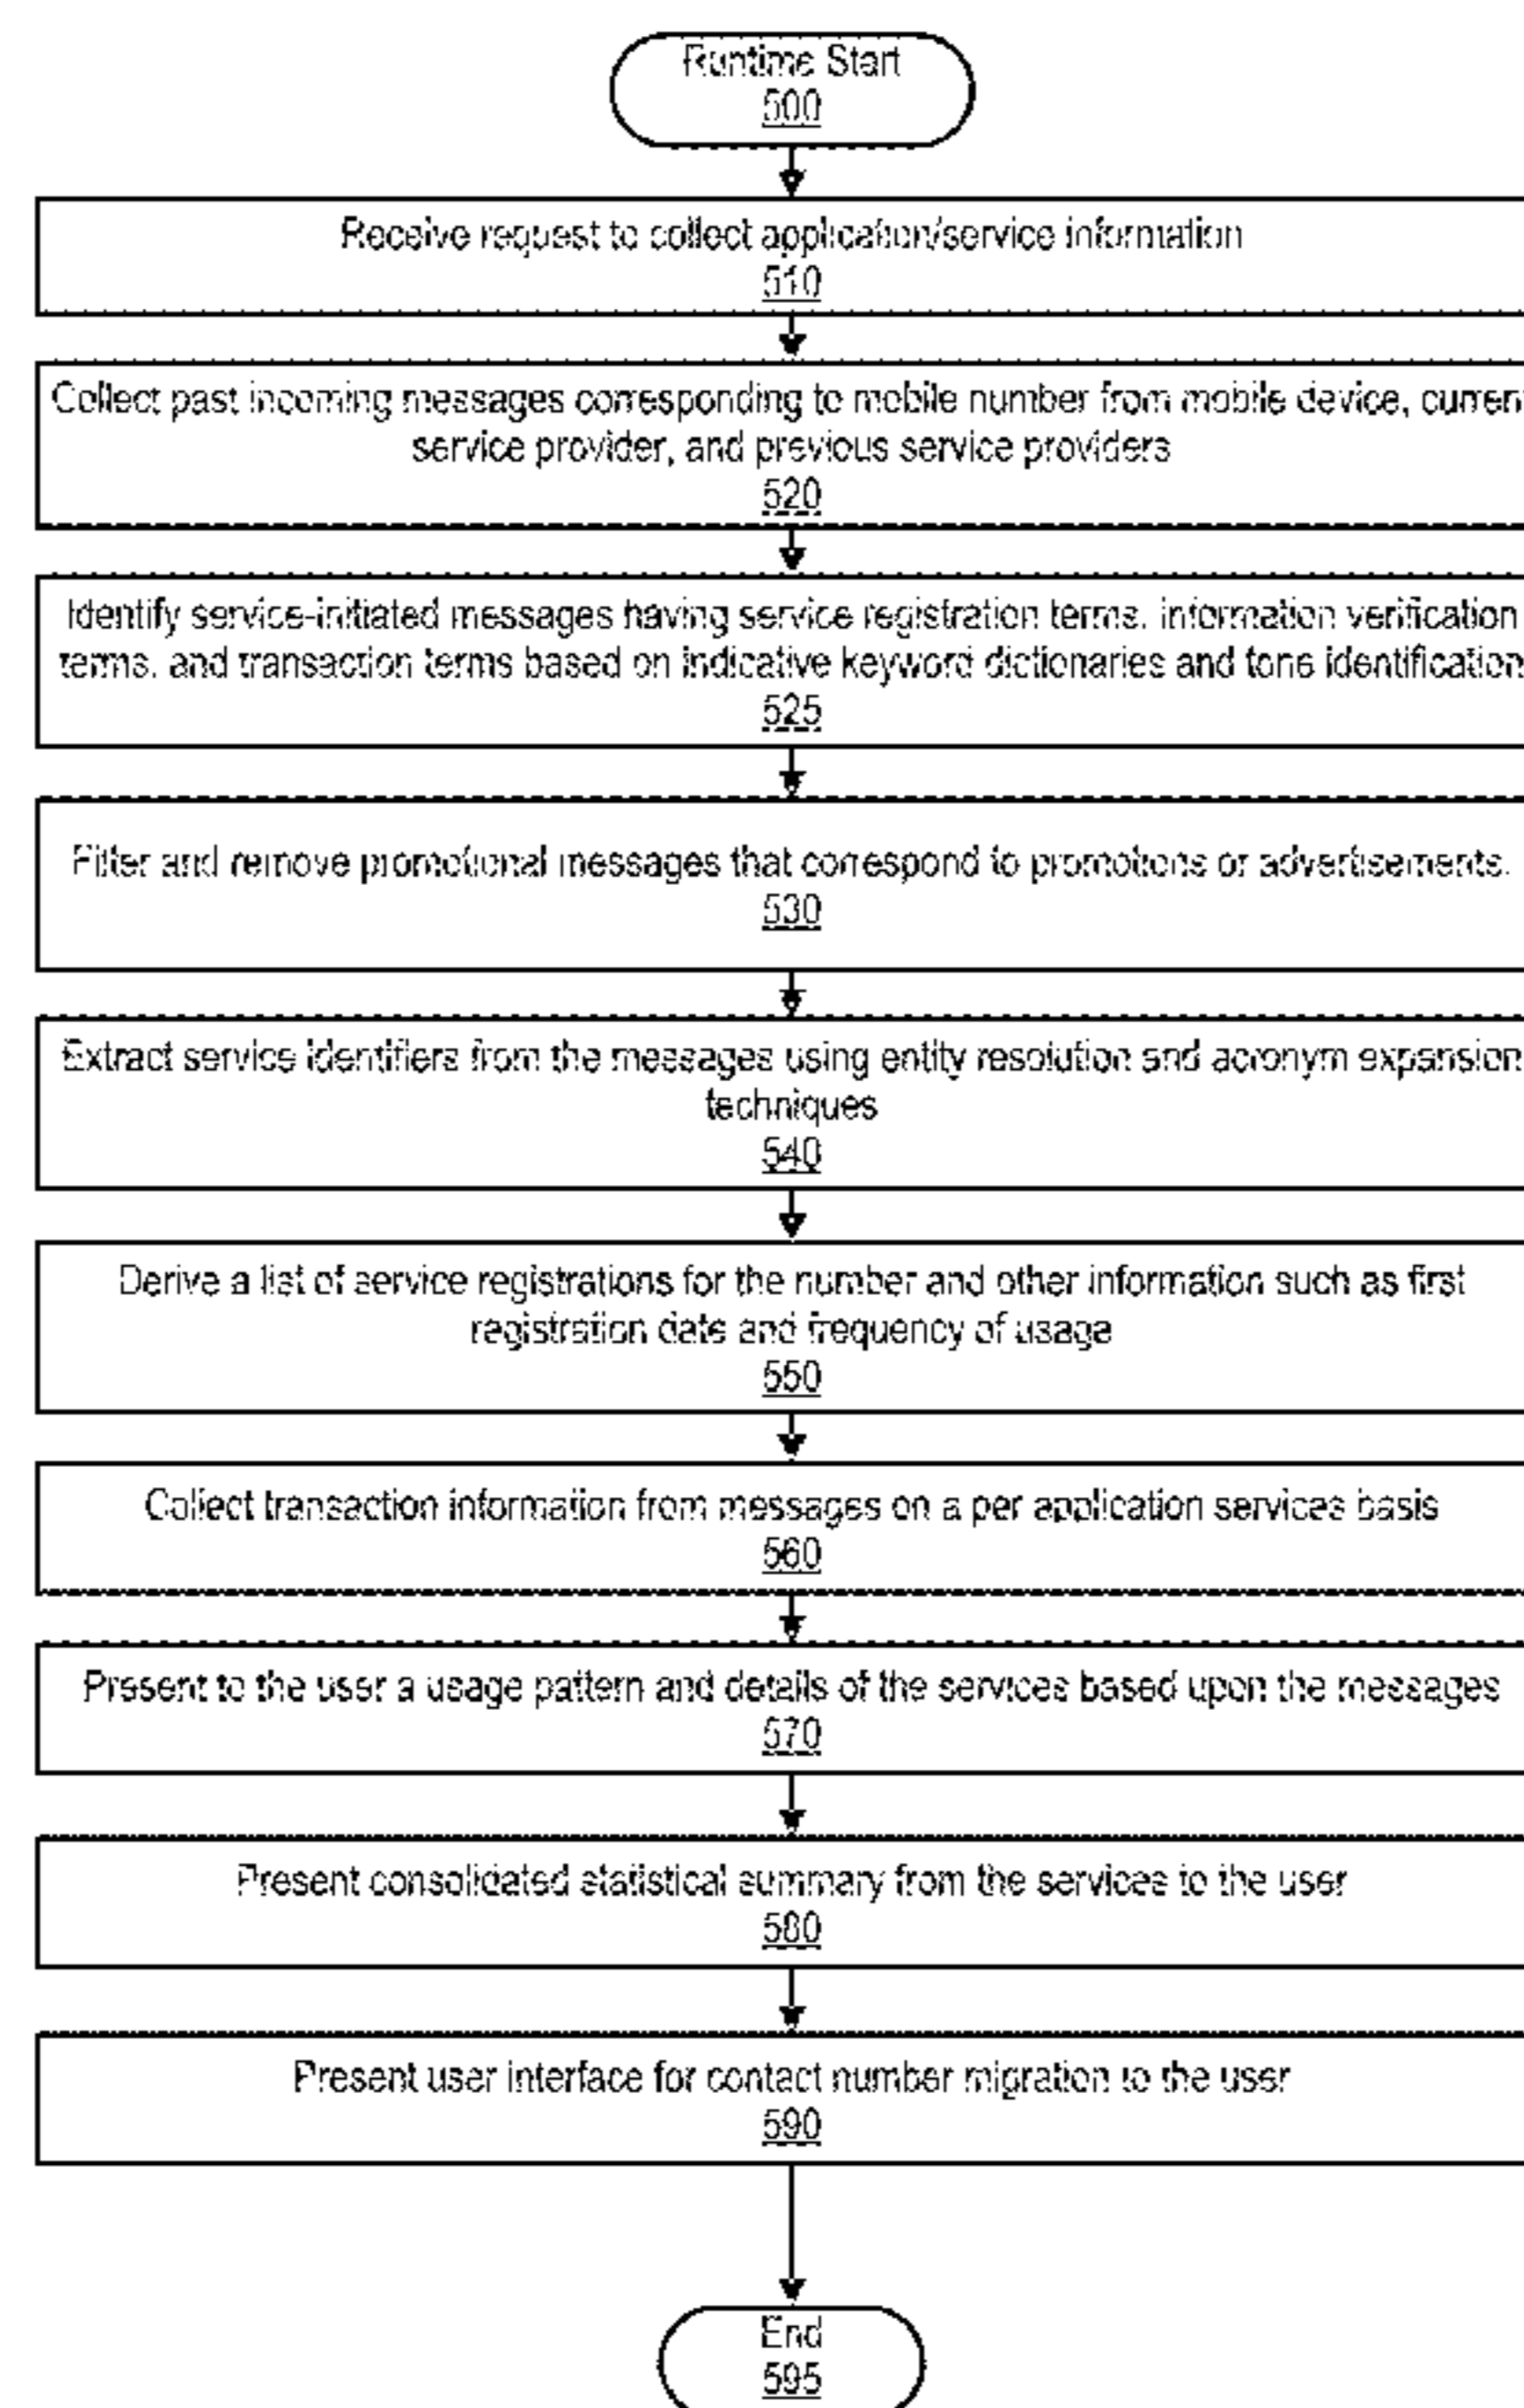 Runtime Start
500
Receive request to collect application/service information
510
Collect past incoming messages corresponding to mobile number from mobile device, current
service provider, and previous service providers
520
Identify service-initiated messages having service registration terms, information verification
terms, and transaction terms based on indicative keyword dictionaries and tone identification
525
Filter and remove promotional messages that correspond to promotions or advertisements.
530
Extract service identifiers from the messages using entity resolution and acronym expansion
techniques
540
Derive a list of service registrations for the number and other information such as first
registration date and frequency of usage
550
Collect transaction information from messages on a per application services basis
560
Present to the user a usage pattern and details of the services based upon the messages
570
Present consolidated statistical summary from the services to the user
580
Present user interface for contact number migration to the user
590
End
595